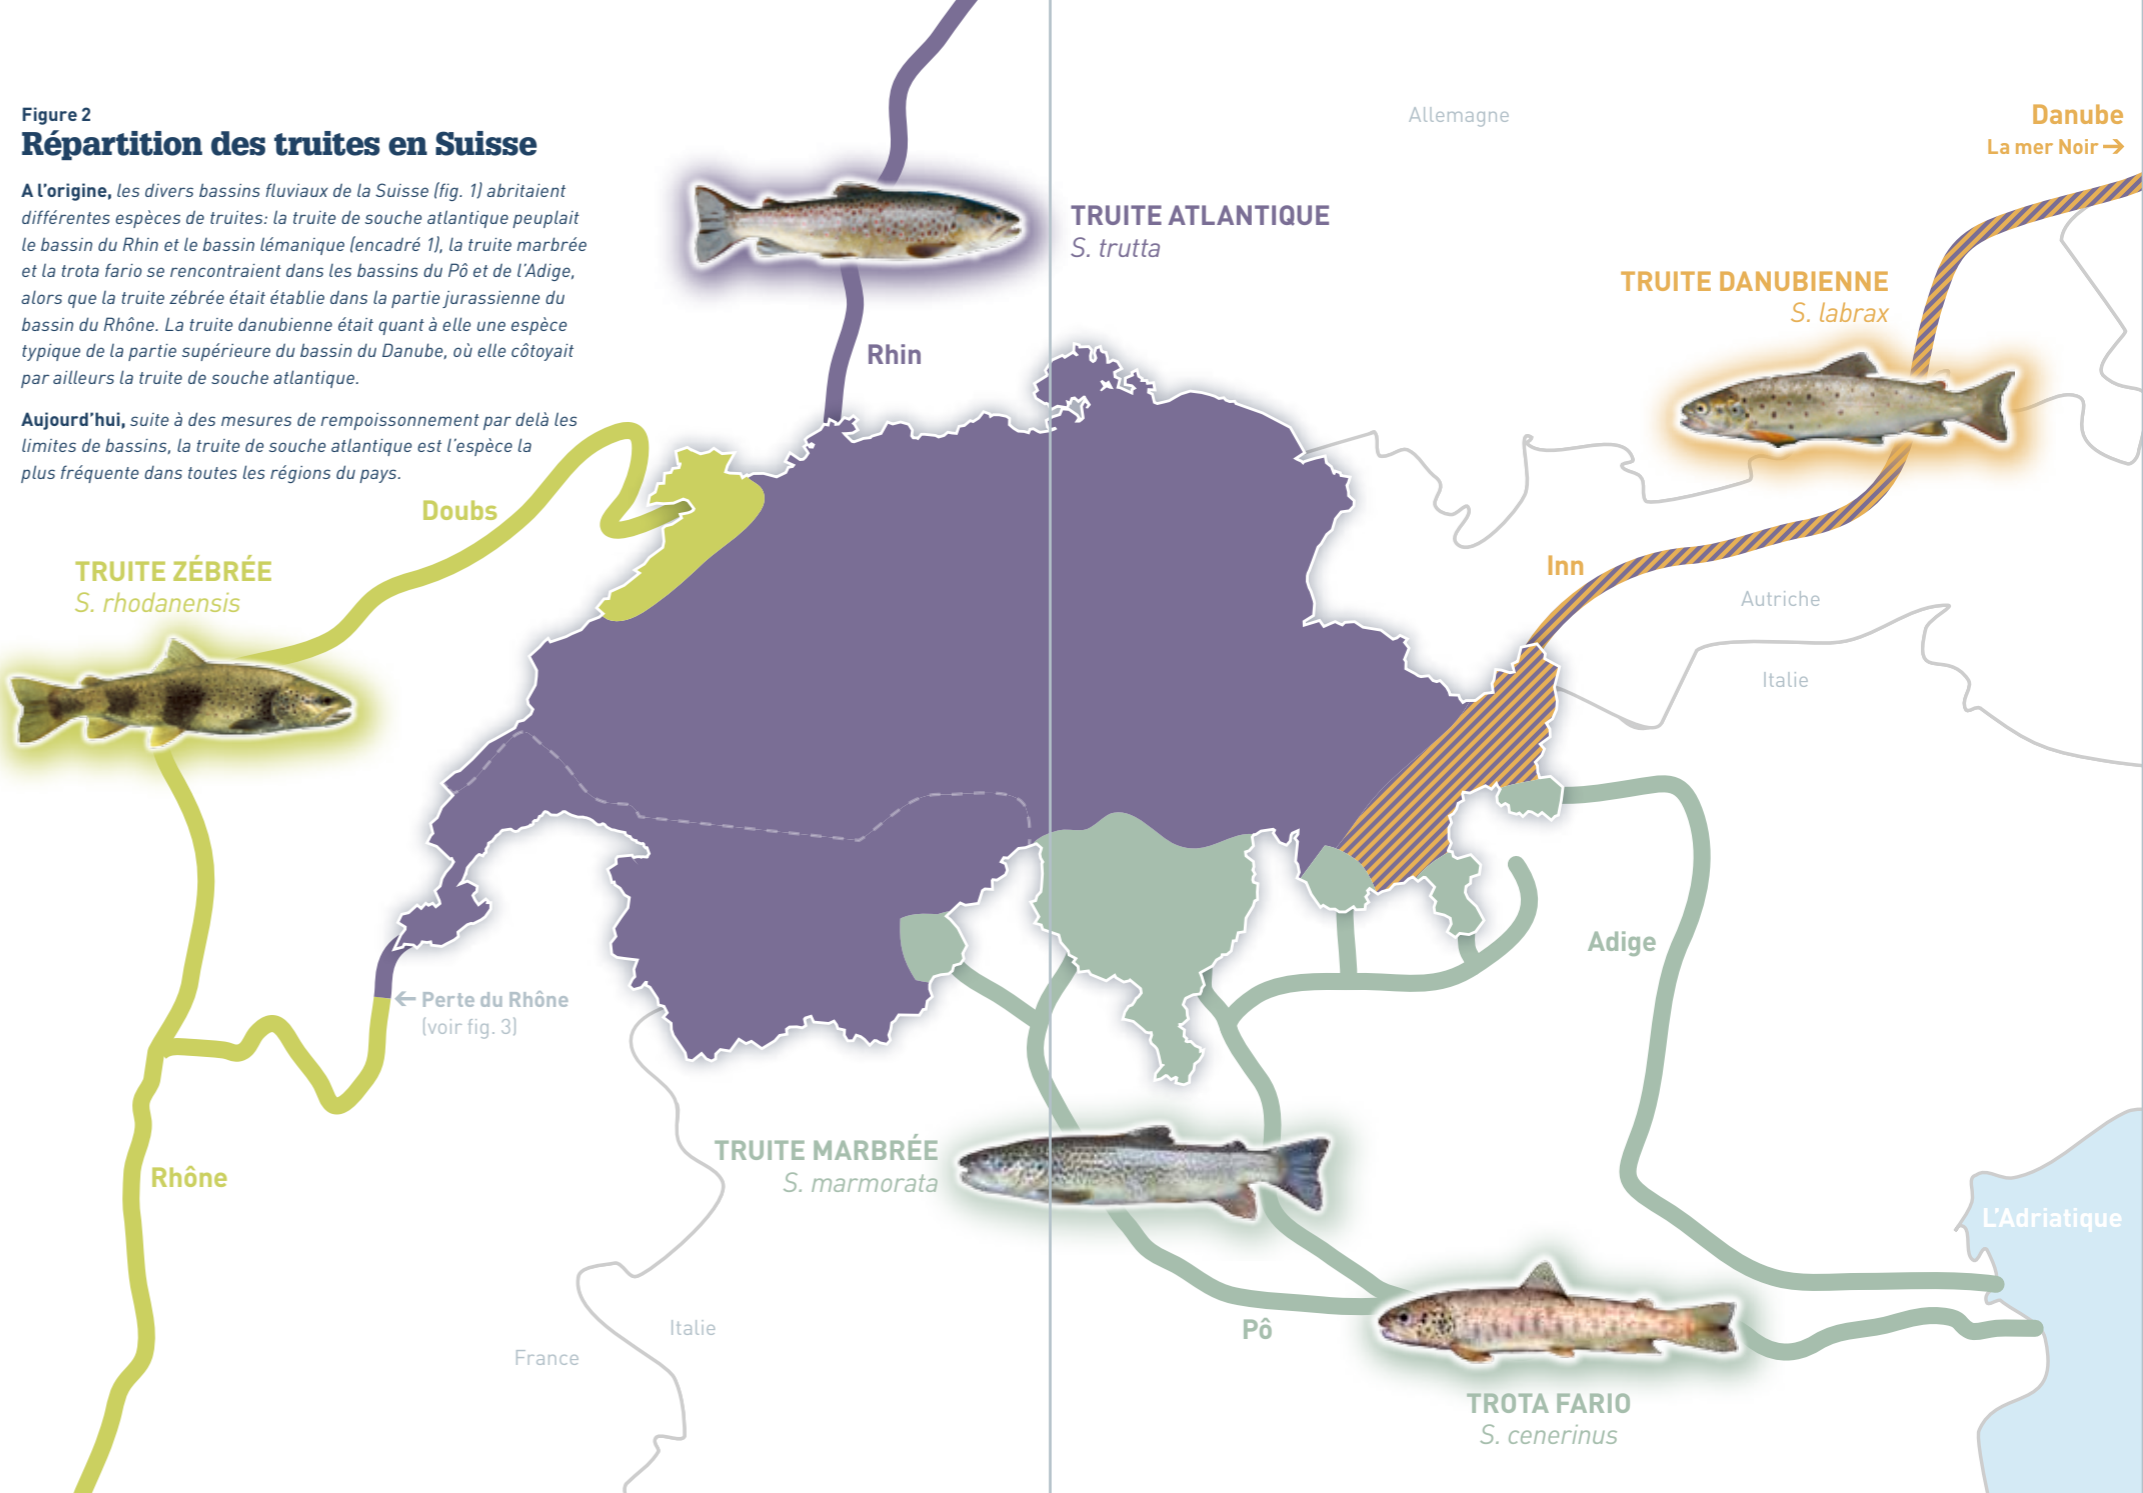 Figure 2
Répartition des truites en Suisse
A l'origine, les divers bassins fluviaux de la Suisse (fig. 1) abritaient
différentes espèces de truites: la truite de souche atlantique peuplait
le bassin du Rhin et le bassin lémanique (encadré 1), la truite marbrée
et la trota fario se rencontraient dans les bassins du Pô et de l'Adige,
alors que la truite zébrée était établie dans la partie jurassienne du
bassin du Rhône. La truite danubienne était quant à elle une espèce
typique de la partie supérieure du bassin du Danube, où elle côtoyait
par ailleurs la truite de souche atlantique.
Aujourd'hui, suite à des mesures de rempoissonnement par delà les
limites de bassins, la truite de souche atlantique est l'espèce la
plus fréquente dans toutes les régions du pays.
Allemagne
Danube
La mer Noir →
TRUITE ATLANTIQUE
S. trutta
TRUITE DANUBIENNE
S. labrax
Rhin
Doubs
TRUITE ZÉBRÉE
S. rhodanensis
Inn
Autriche
Italie
Adige
← Perte du Rhône
(voir fig. 3)
TRUITE MARBRÉE
S. marmorata
Rhône
L'Adriatique
Italie
France
Pô
TROTA FARIO
S. cenerinus